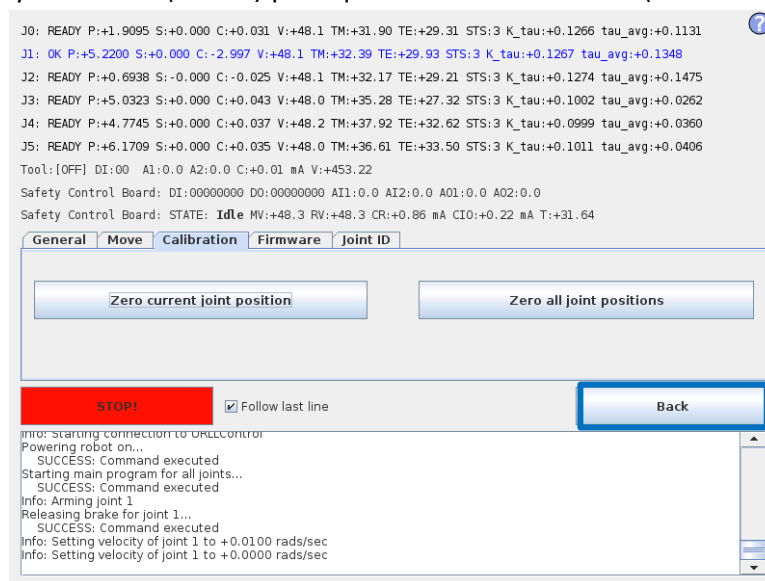 J0: READY P:+1.9095 S:+0.000 C:+0.031 V:+48.1 TM:+31.90 TE:+29.31 STS:3 K_tau:+0.1266 tau_avg:+0.1131
?
J1: OK P:+5.2200 S:+0.000 C:-2.997 V:+48.1 TM:+32.39 TE:+29.93 STS:3 K_tau:+0.1267 tau_avg:+0.1348
J2: READY P:+0.6938 S:-0.000 C:-0.025 V:+48.1 TM:+32.17 TE:+29.21 STS:3 K_tau:+0.1274 tau_avg:+0.1475
J3: READY P:+5.0323 S:+0.000 C:+0.043 V:+48.0 TM:+35.28 TE:+27.32 STS:3 K_tau:+0.1002 tau_avg:+0.0262
J4: READY P:+4.7745 S:+0.000 C:+0.037 V:+48.2 TM:+37.92 TE:+32.62 STS:3 K_tau:+0.0999 tau_avg:+0.0360
J5: READY P:+6.1709 S:+0.000 C:+0.035 V:+48.0 TM:+36.61 TE:+33.50 STS:3 K_tau:+0.1011 tau_avg:+0.0406
Tool:[OFF] DI:00 A1:0.0 A2:0.0 C:+0.01 mA V:+453.22
Safety Control Board: DI:00000000 DO:00000000 AI1:0.0 AI2:0.0 AO1:0.0 AO2:0.0
Safety Control Board: STATE: Idle MV:+48.3 RV:+48.3 CR:+0.86 mA CIO:+0.22 mA T:+31.64
General Move Calibration Firmware Joint ID
Zero current joint position Zero all joint positions
STOP! Follow last line Back
Info: Starting connection to URLLControl
Powering robot on...
SUCCESS: Command executed
Starting main program for all joints...
SUCCESS: Command executed
Info: Arming joint 1
Releasing brake for joint 1...
SUCCESS: Command executed
Info: Setting velocity of joint 1 to +0.0100 rads/sec
Info: Setting velocity of joint 1 to +0.0000 rads/sec